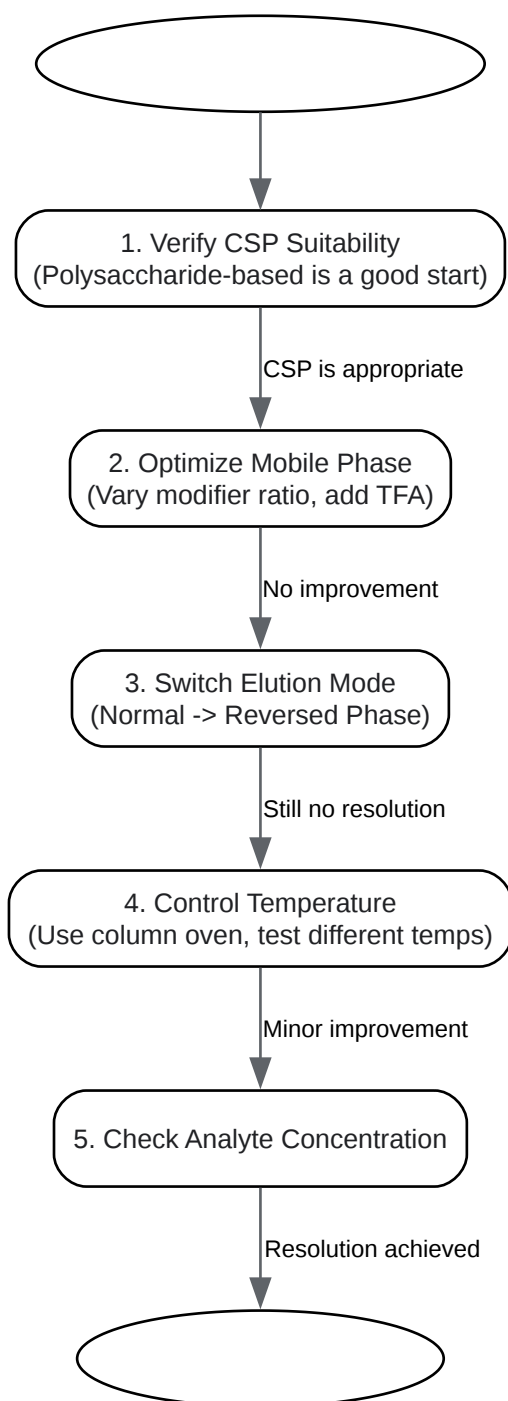 1. Verify CSP Suitability
(Polysaccharide-based is a good start)
CSP is appropriate
2. Optimize Mobile Phase
(Vary modifier ratio, add TFA)
No improvement
3. Switch Elution Mode
(Normal -> Reversed Phase)
Still no resolution
4. Control Temperature
(Use column oven, test different temps)
Minor improvement
5. Check Analyte Concentration
Resolution achieved